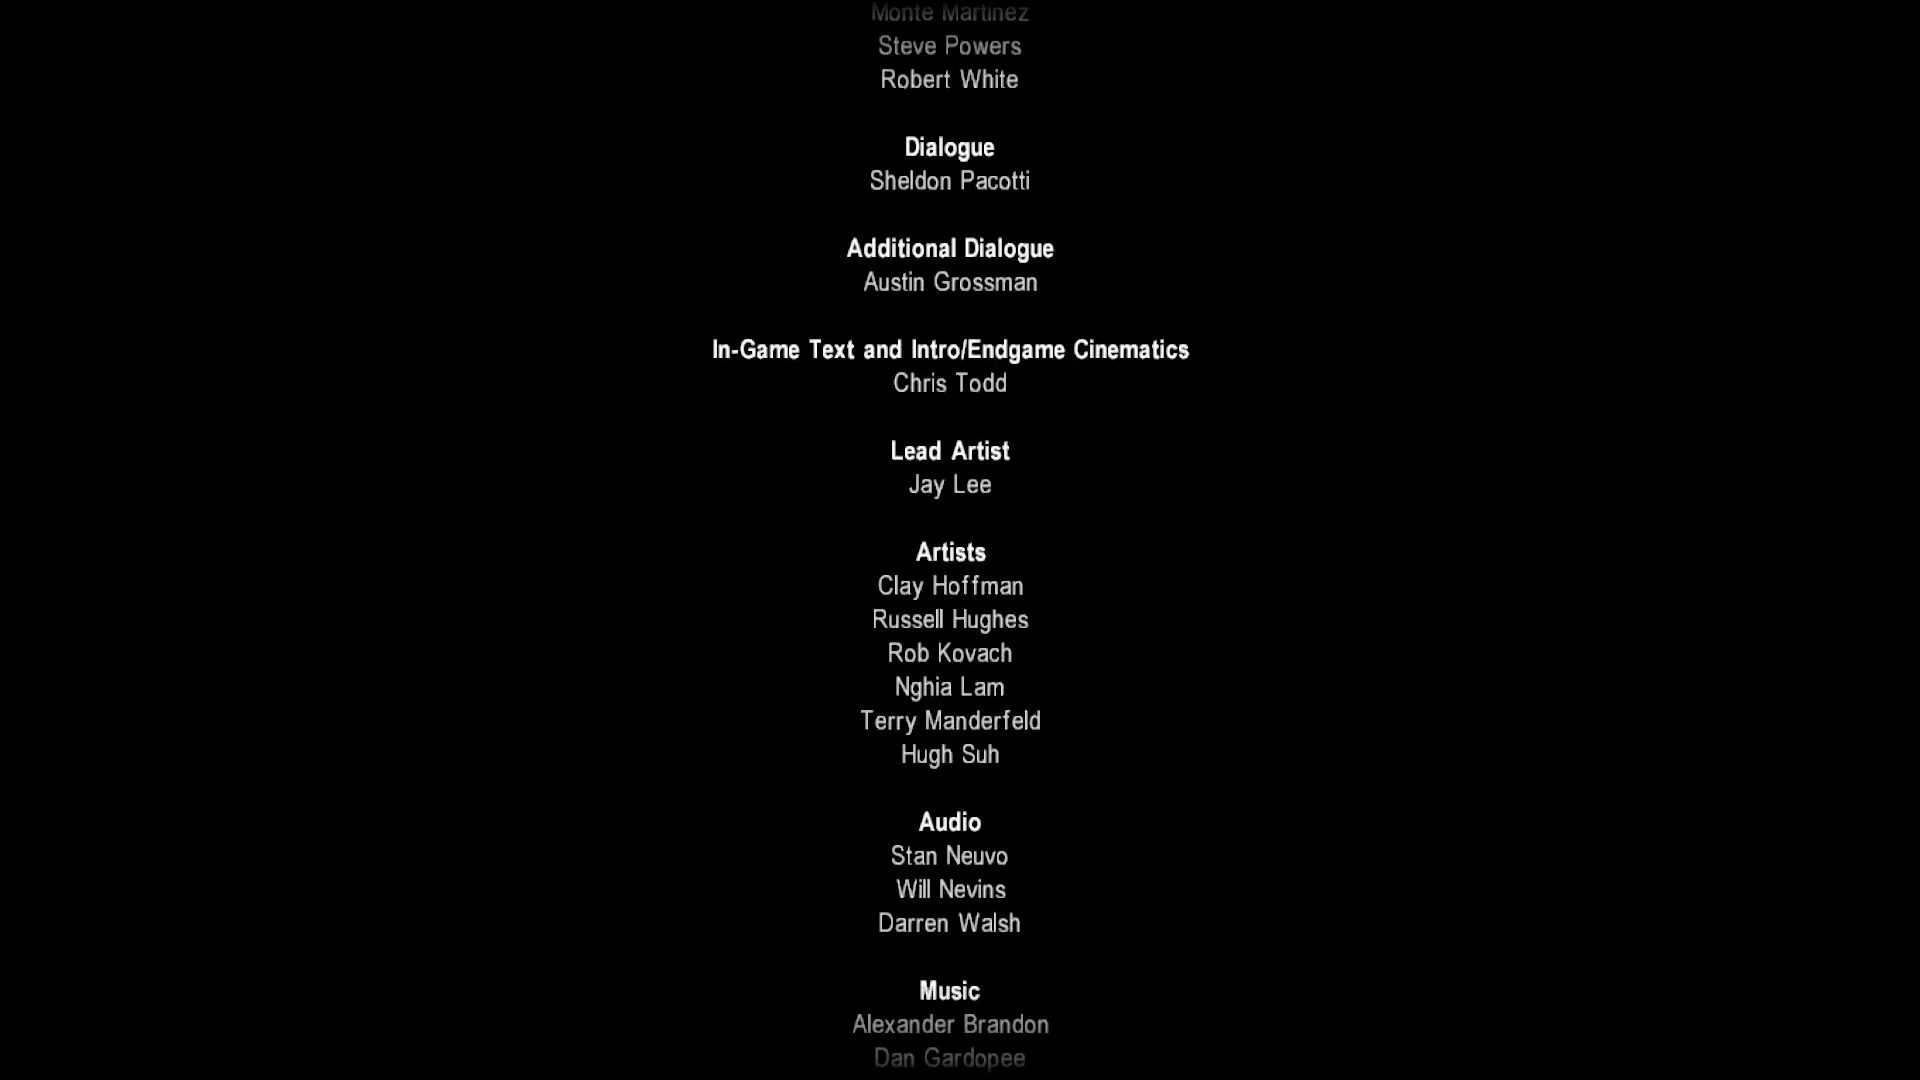 Monte Martinez
Steve Powers
Robert White
Dialogue
Sheldon Pacotti
Additional Dialogue
Austin Grossman
In-Game Text and Intro/Endgame Cinematics
Chris Todd
Lead Artist
Jay Lee
Artists
Clay Hoffman
Russell Hughes
Rob Kovach
Nghia Lam
Terry Manderfeld
Hugh Suh
Audio
Stan Neuvo
Will Nevins
Darren Walsh
Music
Alexander Brandon
Dan Gardopee